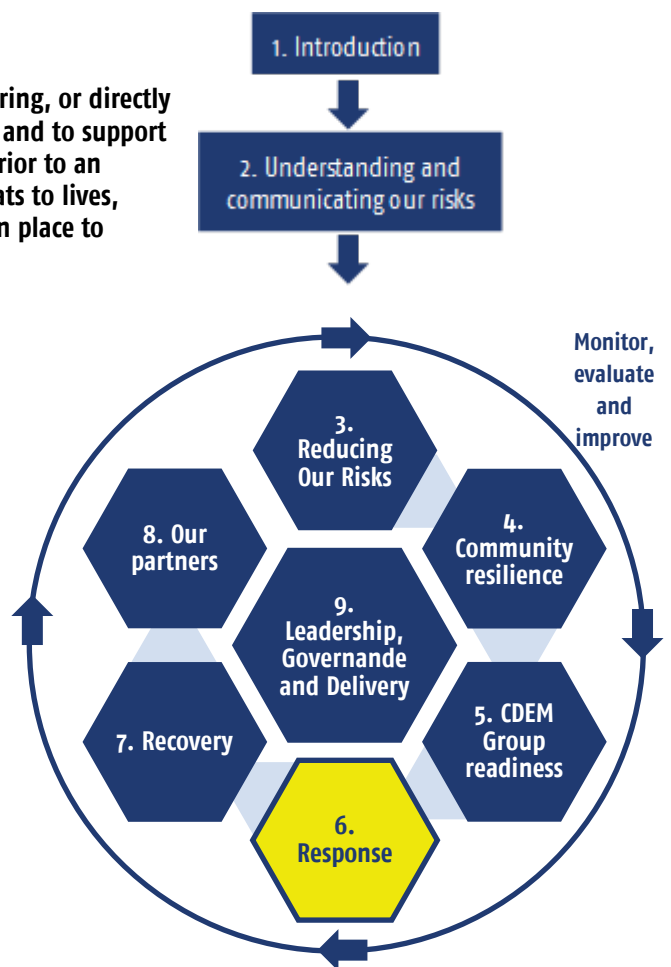 1. Introduction
ring, or directly
and to support
rior to an
ats to lives,
n place to
2. Understanding and
communicating our risks
Monitor,
evaluate
and
improve
3.
Reducing
Our Risks
4.
Community
resilience
8. Our
partners
9.
Leadership,
Governande
and Delivery
5. CDEM
Group
readiness
7. Recovery
6.
Response